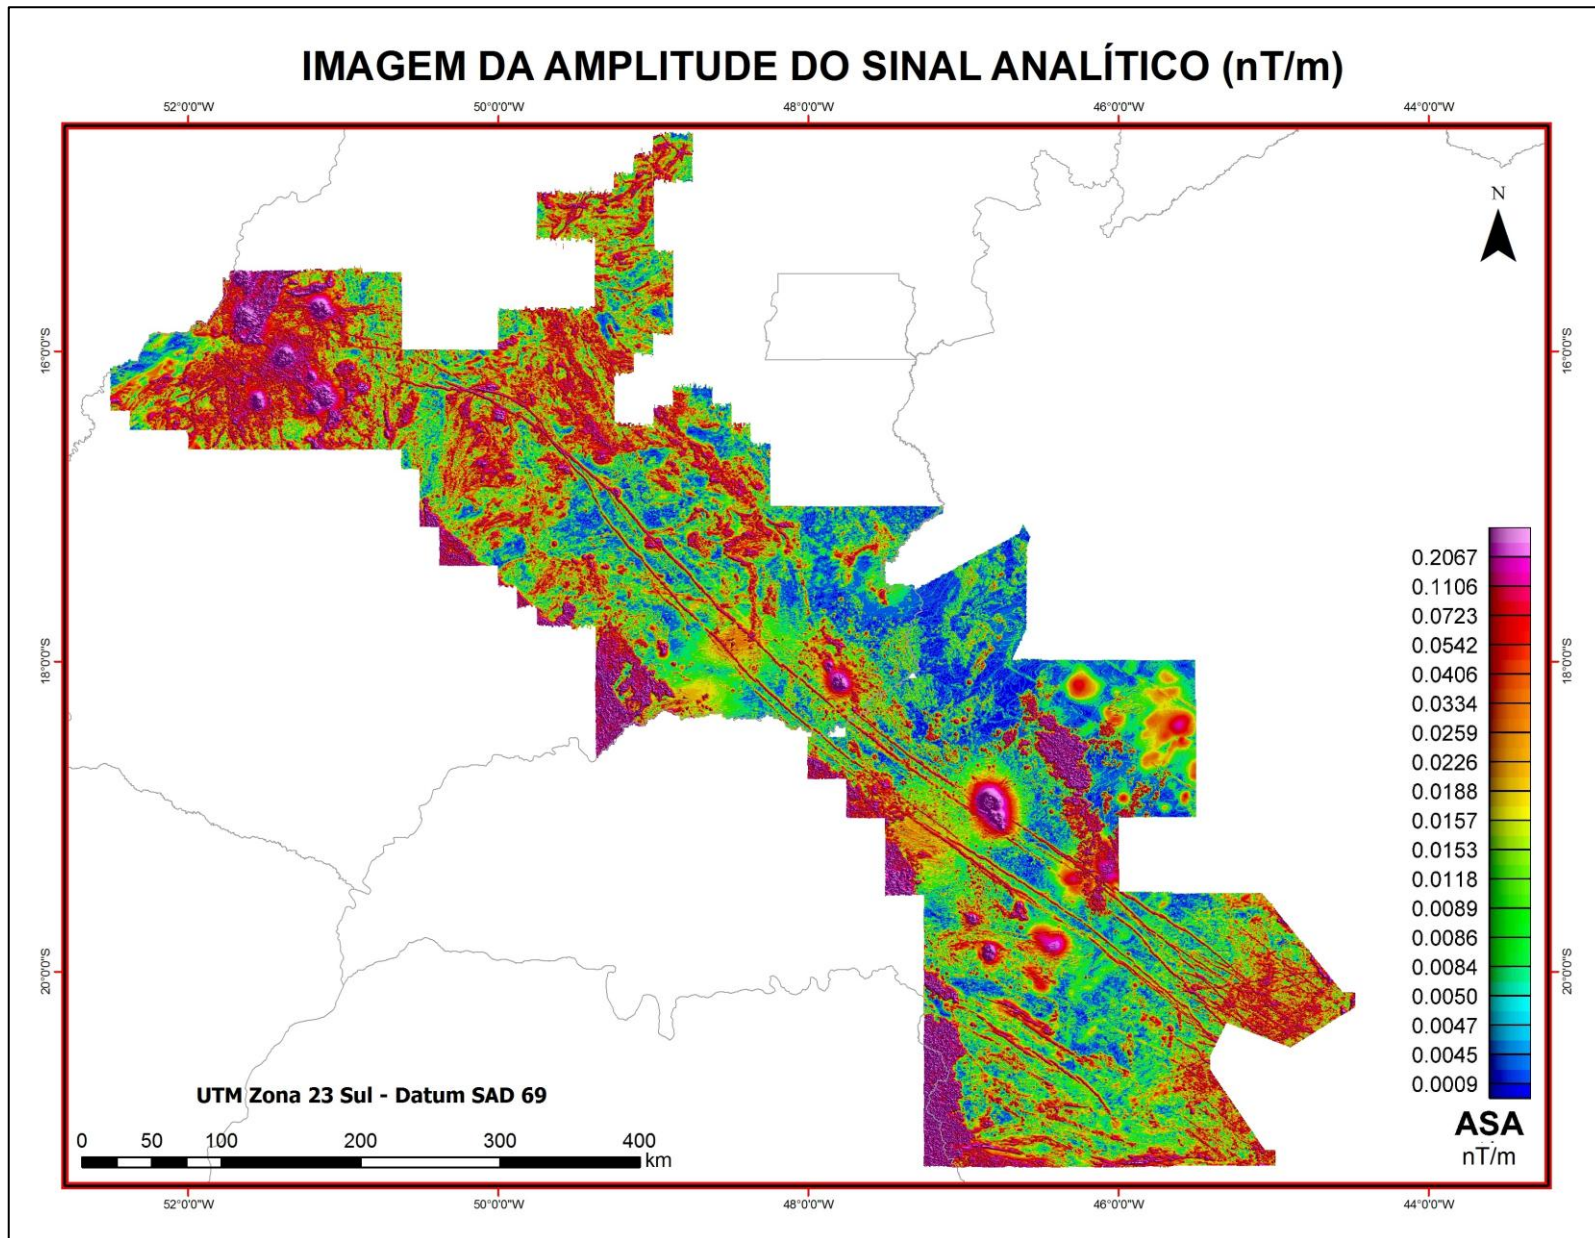 IMAGEM DA AMPLITUDE DO SINAL ANALÍTICO (nT/m)
52°0'0"W 50°0'0"W 48°0'0"W 46°0'0"W 44°0'0"W
N
16°0'0"S 16°0'0"S
18°0'0"S 18°0'0"S
20°0'0"S 20°0'0"S
0.2067
0.1106
0.0723
0.0542
0.0406
0.0334
0.0259
0.0226
0.0188
0.0157
0.0153
0.0118
0.0089
0.0086
0.0084
0.0050
0.0047
0.0045
0.0009
ASA
nT/m
UTM Zona 23 Sul - Datum SAD 69
0 50 100 200 300 400
km
52°0'0"W 50°0'0"W 48°0'0"W 46°0'0"W 44°0'0"W